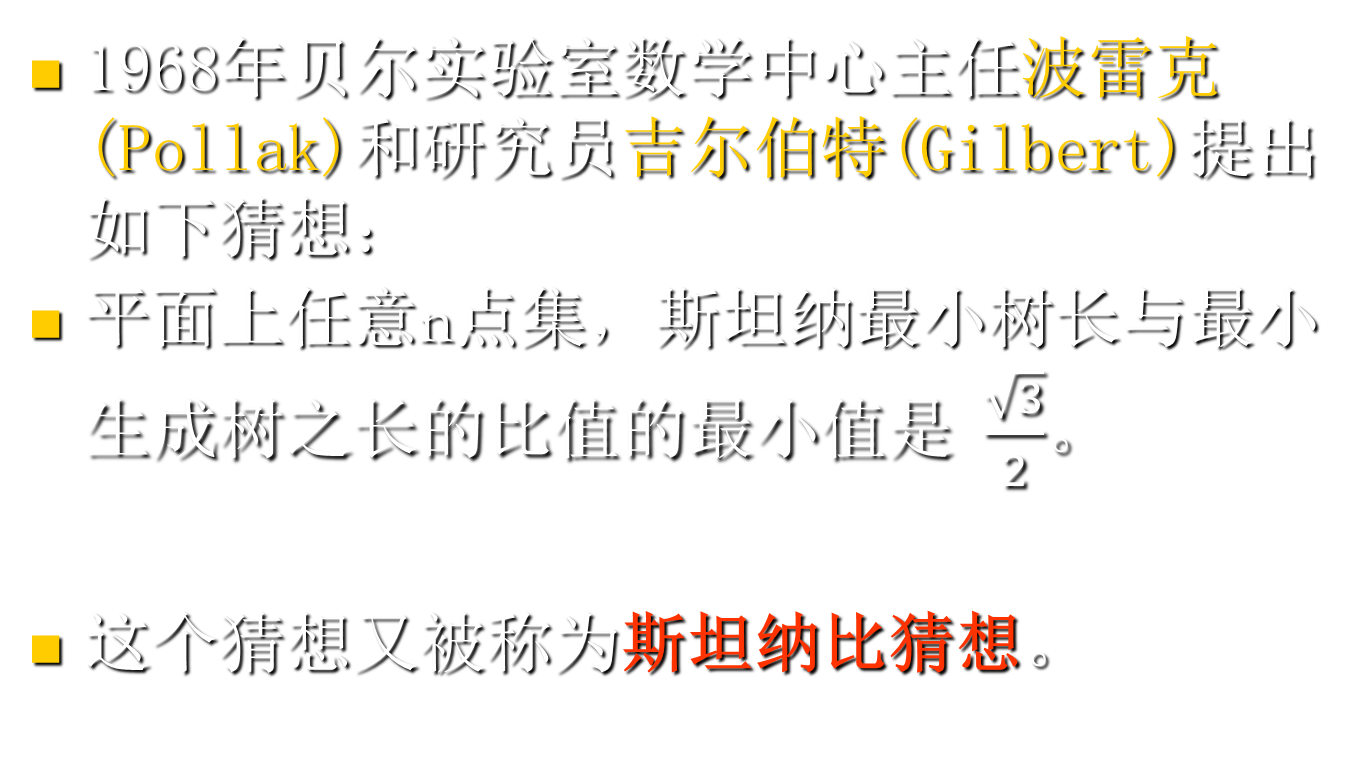 ■ 1968年贝尔实验室数学中心主任波雷克
(Pollak)和研究员吉尔伯特(Gilbert)提出
如下猜想：
■ 平面上任意n点集，斯坦纳最小树长与最小
生成树之长的比值的最小值是 √3/2。
■ 这个猜想又被称为斯坦纳比猜想。